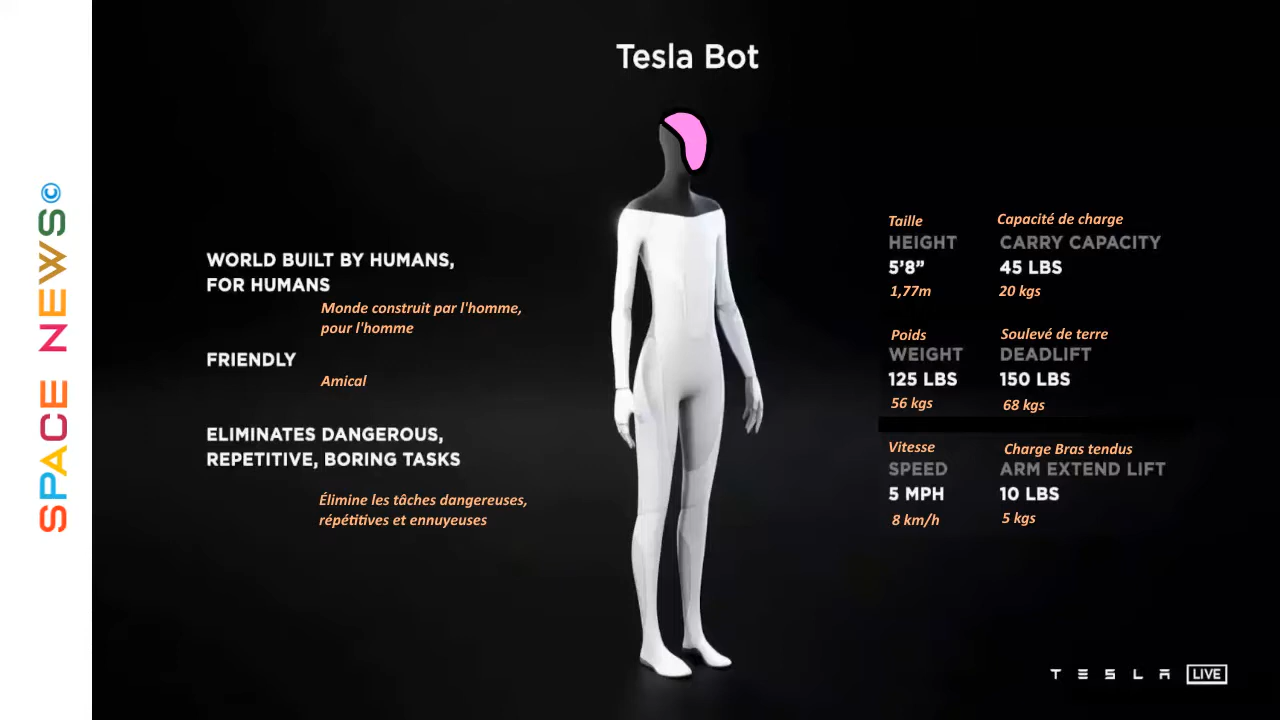 SPACE NEWS©
Tesla Bot
WORLD BUILT BY HUMANS,
FOR HUMANS
Monde construit par l'homme,
pour l'homme
FRIENDLY
Amical
ELIMINATES DANGEROUS,
REPETITIVE, BORING TASKS
Élimine les tâches dangereuses,
répétitives et ennuyeuses
Taille
HEIGHT
5'8”
1,77m
Capacité de charge
CARRY CAPACITY
45 LBS
20 kgs
Poids
WEIGHT
125 LBS
56 kgs
Soulevé de terre
DEADLIFT
150 LBS
68 kgs
Vitesse
SPEED
5 MPH
8 km/h
Charge Bras tendus
ARM EXTEND LIFT
10 LBS
5 kgs
TESLA LIVE